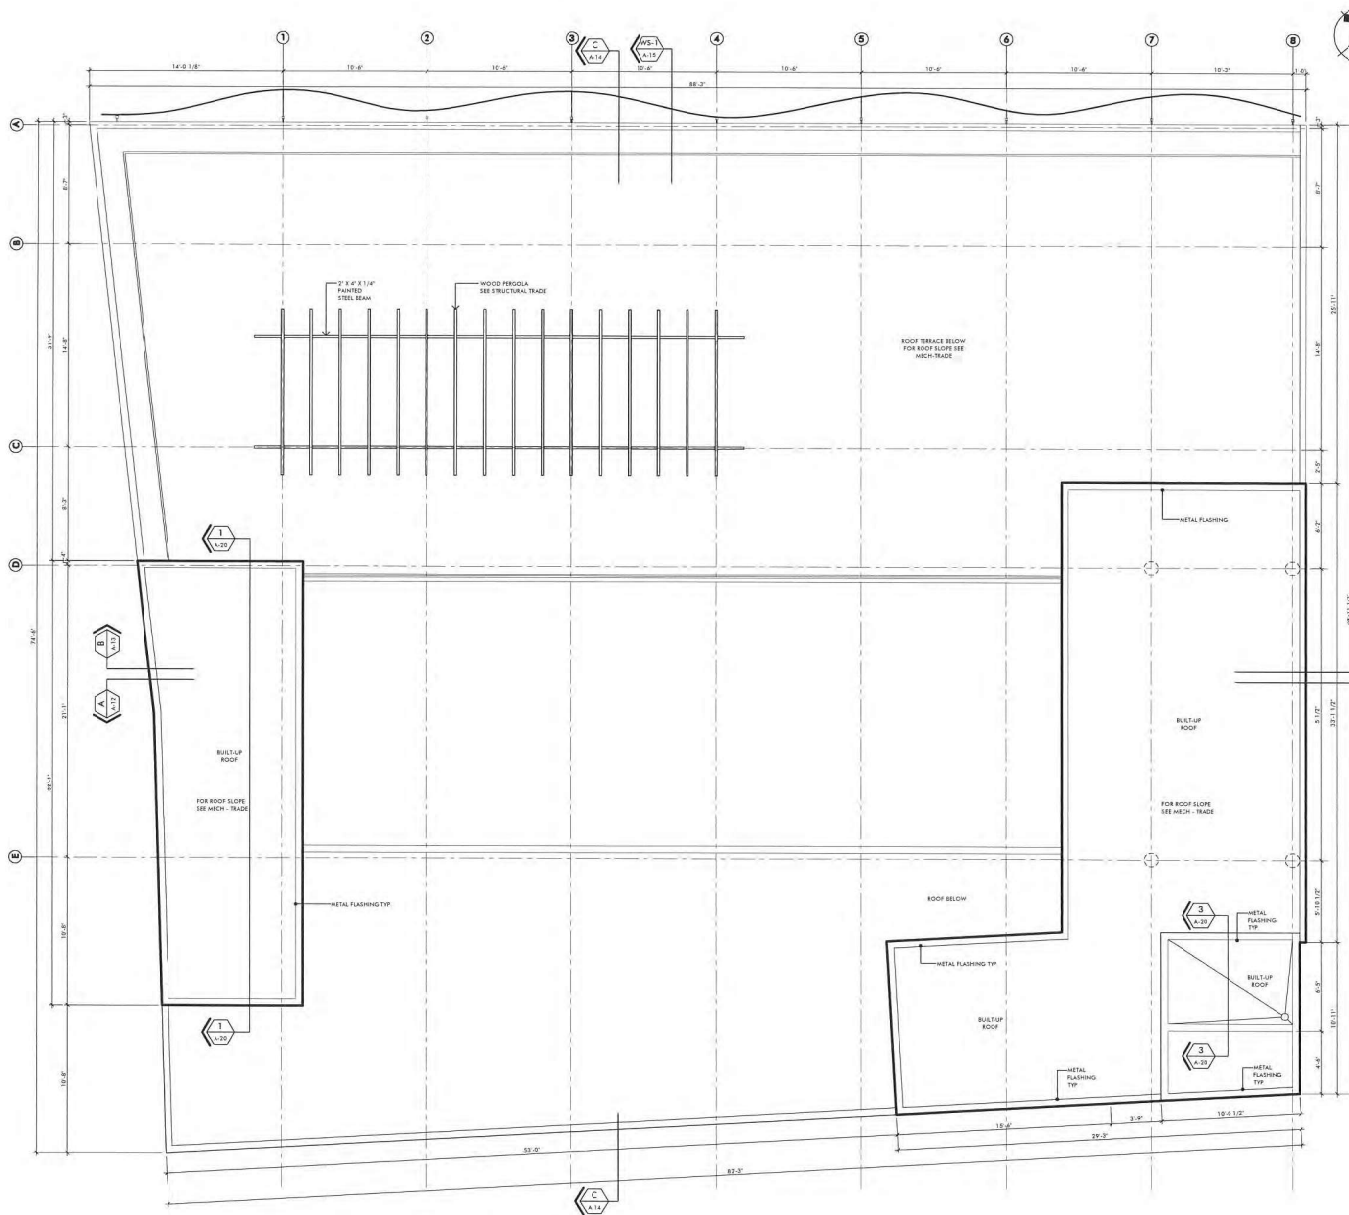 1
2
3
4
5
6
7
8
C
A-14
WS-1
A-15
14'-0 1/8"
10'-6"
10'-6"
10'-6"
10'-6"
10'-6"
10'-6"
10'-3"
88'-3"
A
B
C
D
E
8'-7"
14'-8"
74'-6"
21'-1"
10'-8"
10'-8"
2" X 4" X 1/4"
PAINTED
STEEL BEAM
WOOD PERGOLA
SEE STRUCTURAL TRADE
ROOF TERRACE BELOW
FOR ROOF SLOPE SEE
MECH-TRADE
8'-7"
25'-11"
14'-8"
2'-5"
6'-2"
5 1/2"
33'-1 1/2"
5'-10 1/2"
6'-5"
10'-11"
4'-6"
METAL FLASHING
1
A-20
B
A-13
A
A-12
BUILT-UP
ROOF
FOR ROOF SLOPE
SEE MECH - TRADE
BUILT-UP
ROOF
FOR ROOF SLOPE
SEE MECH - TRADE
METAL FLASHING TYP
ROOF BELOW
3
A-20
METAL
FLASHING
TYP
METAL FLASHING TYP
BUILT-UP
ROOF
BUILT-UP
ROOF
1
A-20
3
A-20
METAL
FLASHING
TYP
METAL
FLASHING
TYP
53'-0"
15'-6"
3'-9"
29'-3"
82'-3"
C
A-14